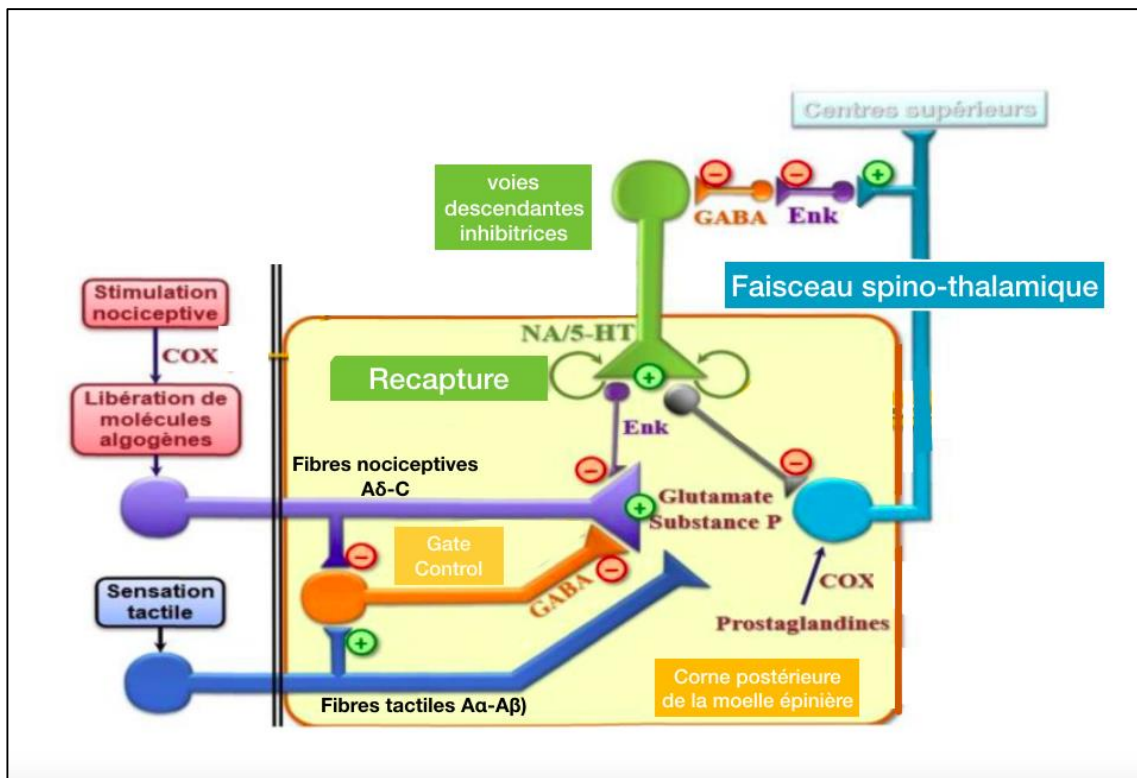 Centres supérieurs
voies
descendantes
inhibitrices
−
−
+
GABA
Enk
Faisceau spino-thalamique
Stimulation
nociceptive
COX
Libération de
molécules
algogènes
NA/5-HT
Recapture
+
Enk
−
−
Fibres nociceptives
Aδ-C
+
Glutamate
Substance P
−
Gate
Control
GABA
−
COX
Prostaglandines
Sensation
tactile
+
Fibres tactiles Aα-Aβ)
Corne postérieure
de la moelle épinière